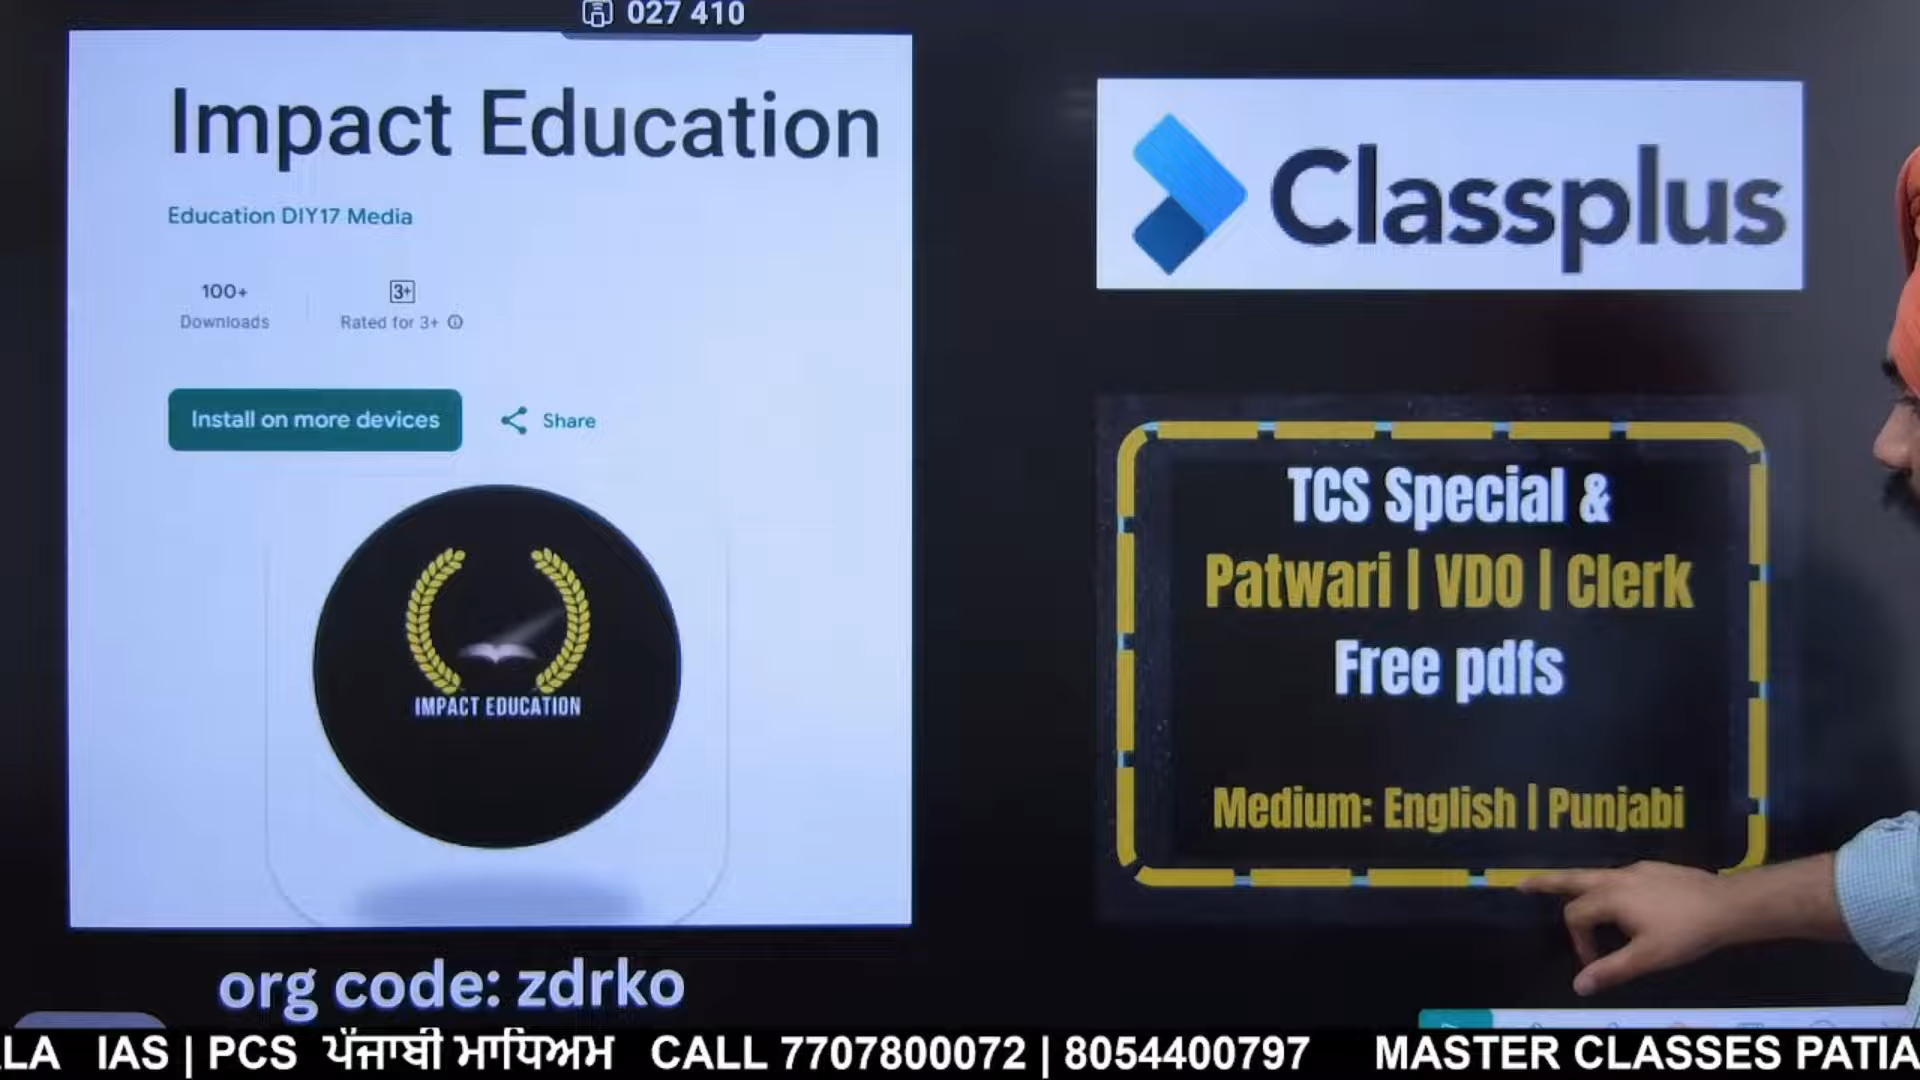 027 410
Impact Education
Education DIY17 Media
100+
Downloads
3+
Rated for 3+
Install on more devices
Share
IMPACT EDUCATION
org code: zdrko
Classplus
TCS Special &
Patwari | VDO | Clerk
Free pdfs
Medium: English | Punjabi
LA IAS | PCS ਪੰਜਾਬੀ ਮਾਧਿਅਮ CALL 7707800072 | 8054400797 MASTER CLASSES PATIA